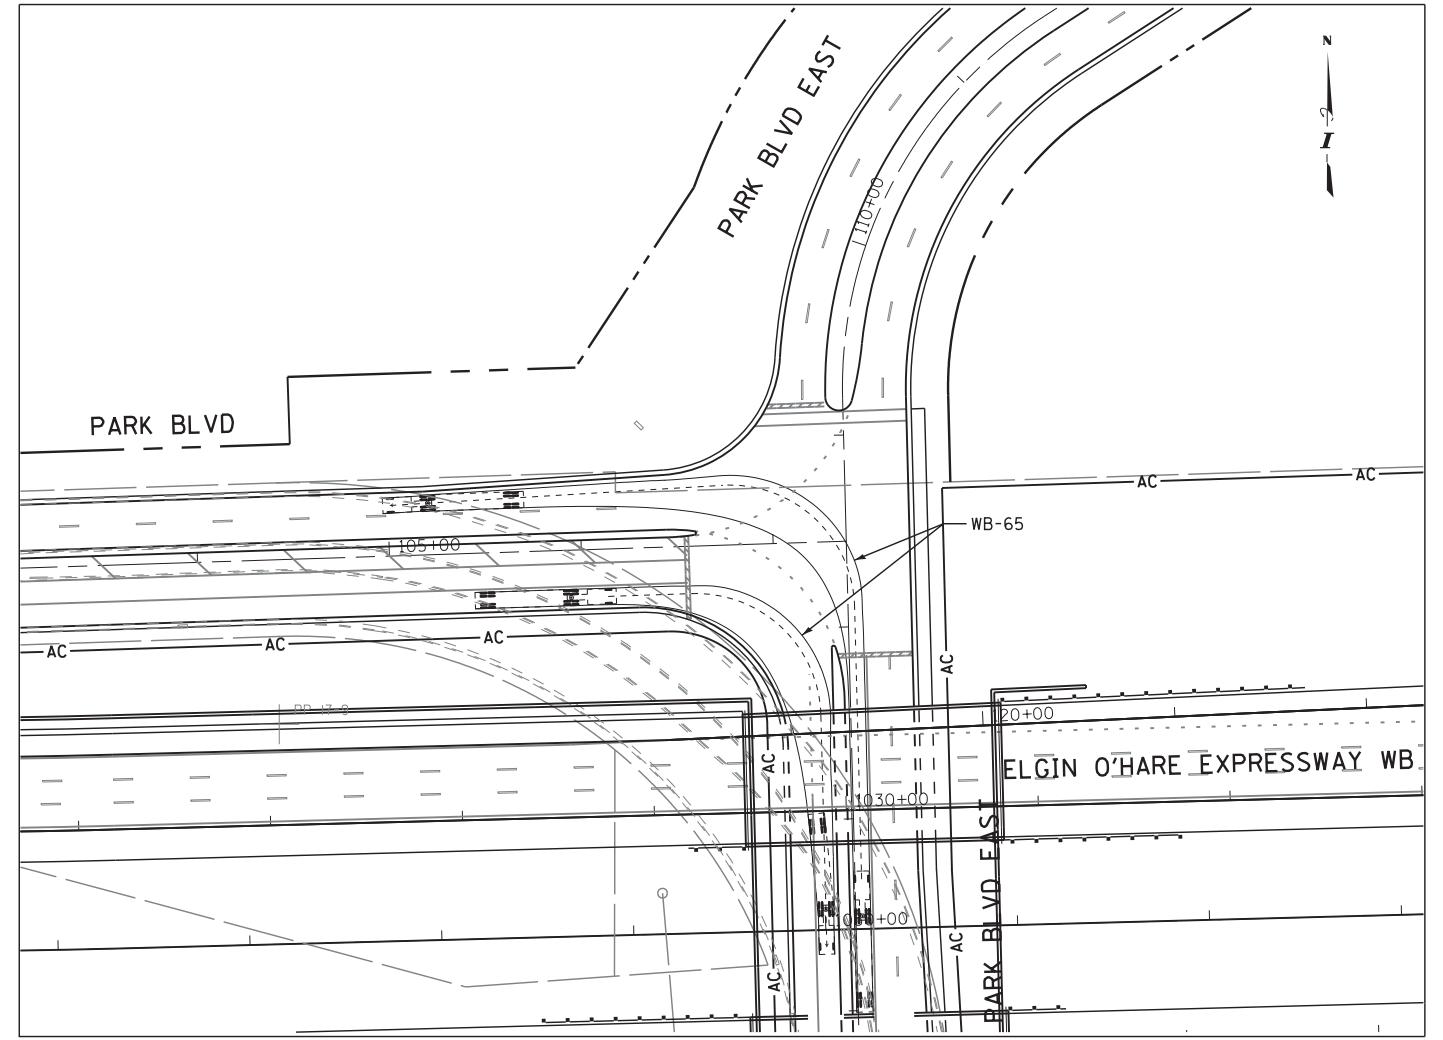 N
PARK BLVD EAST
110+00
PARK BLVD
AC
AC
WB-65
105+00
AC
AC
AC
AC
20+00
AC
ELGIN O'HARE EXPRESSWAY WB
1030+00
PARK BLVD EAST
AC
AC